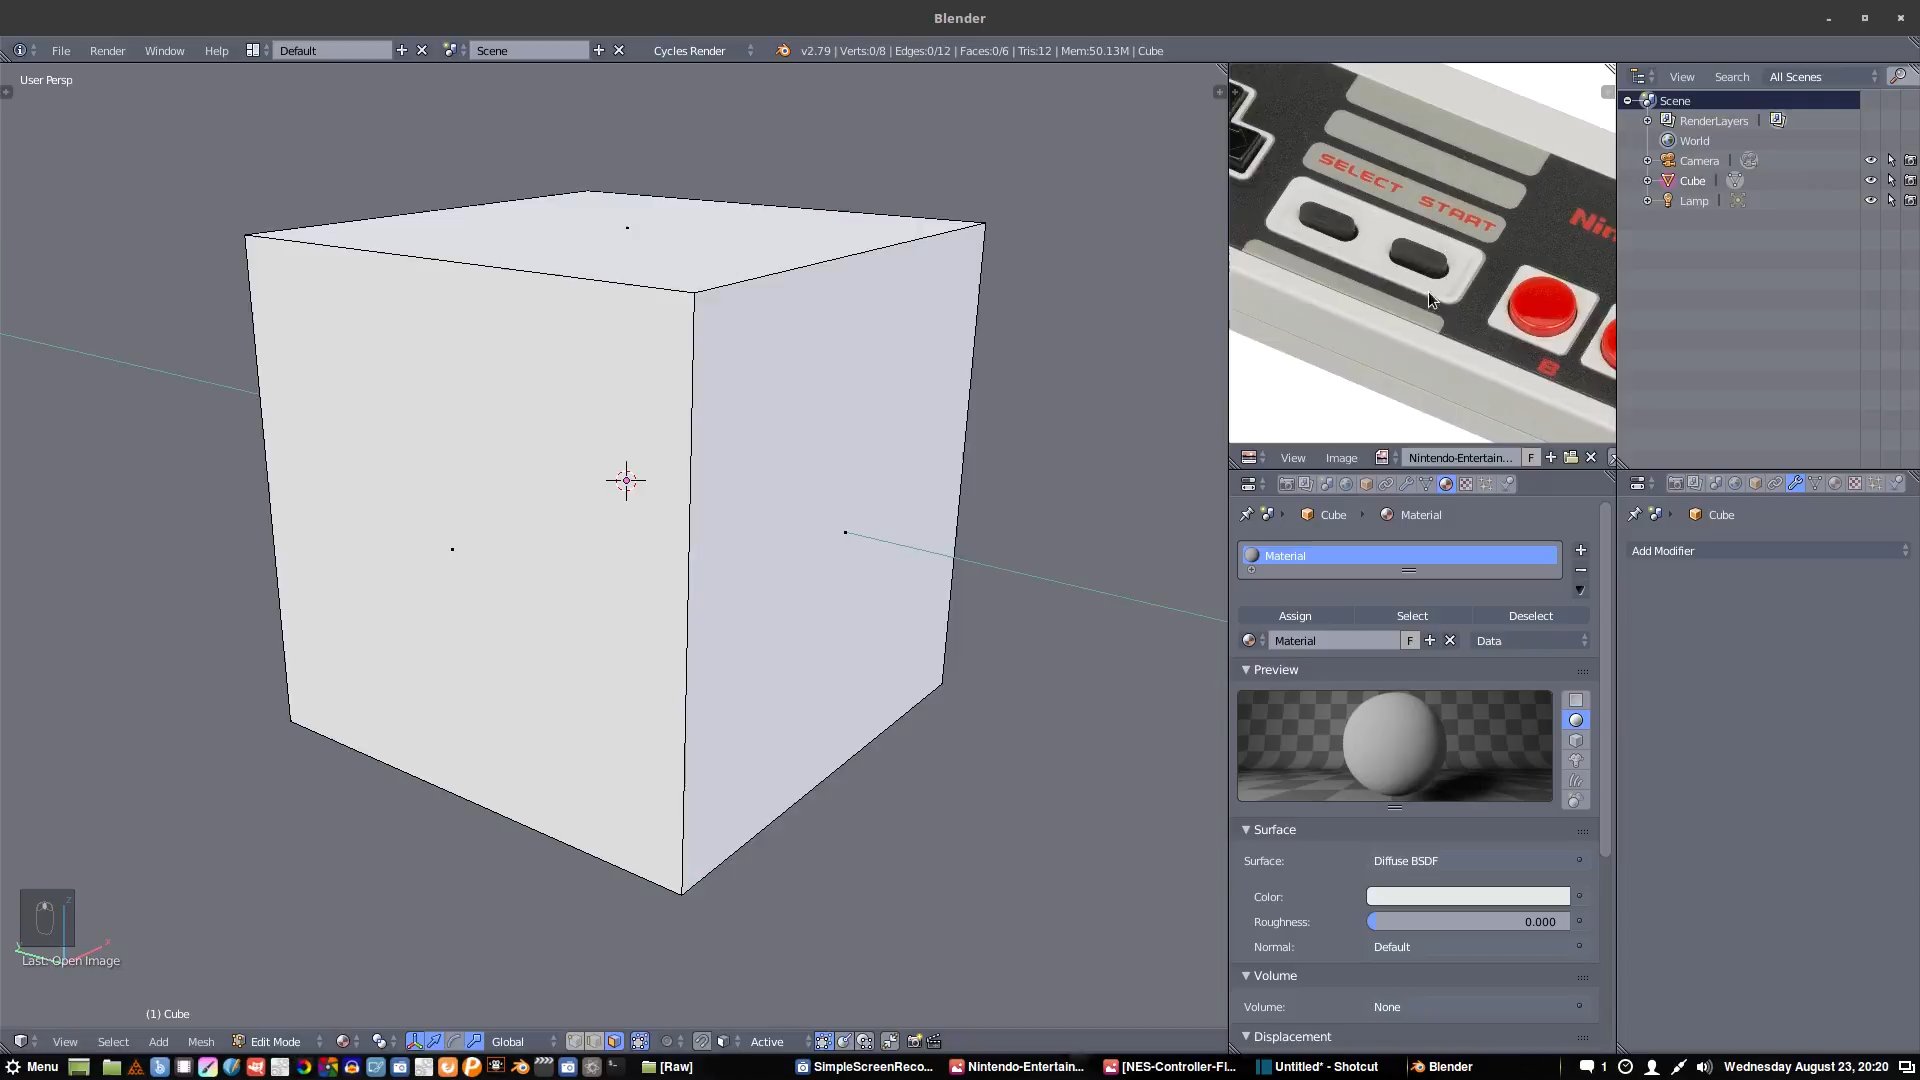 Blender
File Render Window Help Default Scene Cycles Render v2.79 | Verts:0/8 | Edges:0/12 | Faces:0/6 | Tris:12 | Mem:50.13M | Cube
User Persp
SELECT START
B
View Search All Scenes
Scene
RenderLayers |
World
Camera |
Cube |
Lamp |
View Image Nintendo-Entertain... F
Cube Material
Material
Assign Select Deselect
Material F Data
Preview
Surface
Surface: Diffuse BSDF
Color:
Roughness: 0.000
Normal: Default
Volume
Volume: None
Displacement
Cube
Add Modifier
z
y x
Last: Open Image
(1) Cube
View Select Add Mesh Edit Mode Global Active
Menu [Raw] SimpleScreenReco... Nintendo-Entertain... [NES-Controller-Fl... Untitled* - Shotcut Blender 1 Wednesday August 23, 20:20